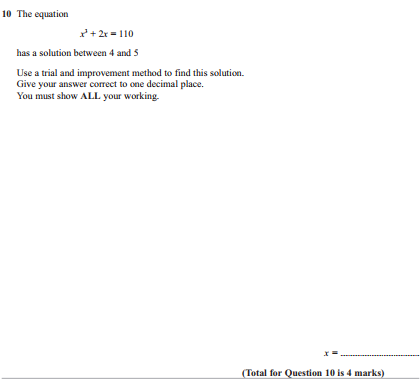 10 The equation
x³ + 2x = 110
has a solution between 4 and 5
Use a trial and improvement method to find this solution.
Give your answer correct to one decimal place.
You must show ALL your working.
x = ........................................
(Total for Question 10 is 4 marks)